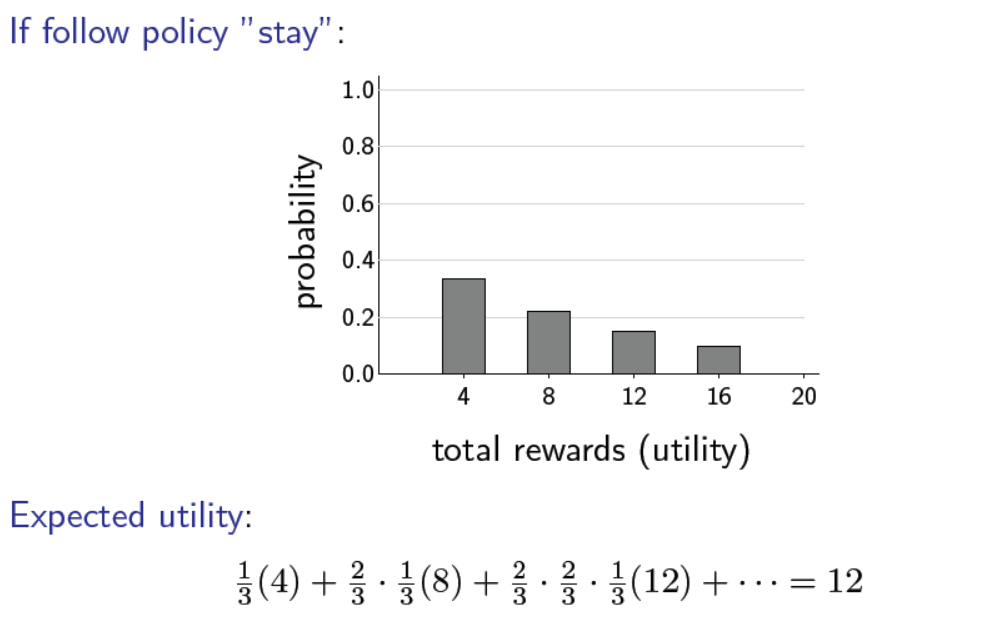 If follow policy ”stay”:
1.0
0.8
0.6
0.4
0.2
0.0
probability
4 8 12 16 20
total rewards (utility)
Expected utility:
1/3(4) + 2/3 · 1/3(8) + 2/3 · 2/3 · 1/3(12) + · · · = 12